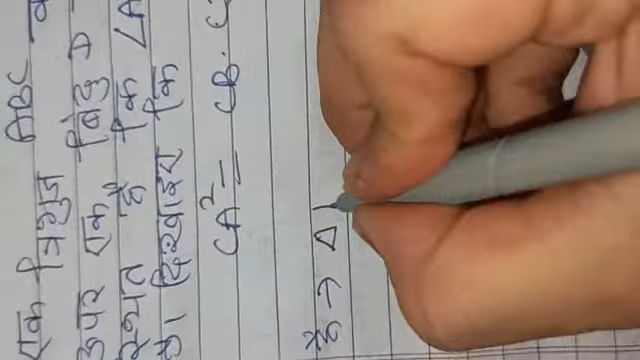 एक त्रिभुज ABC
ऊपर एक बिंदु D
स्थित है कि ∠A
है। दिखाइए कि
CA² = CB.C
हल → Δ